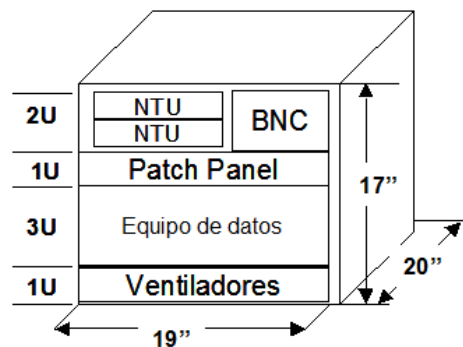 2U
NTU
NTU
BNC
1U
Patch Panel
17”
3U
Equipo de datos
20”
1U
Ventiladores
19”